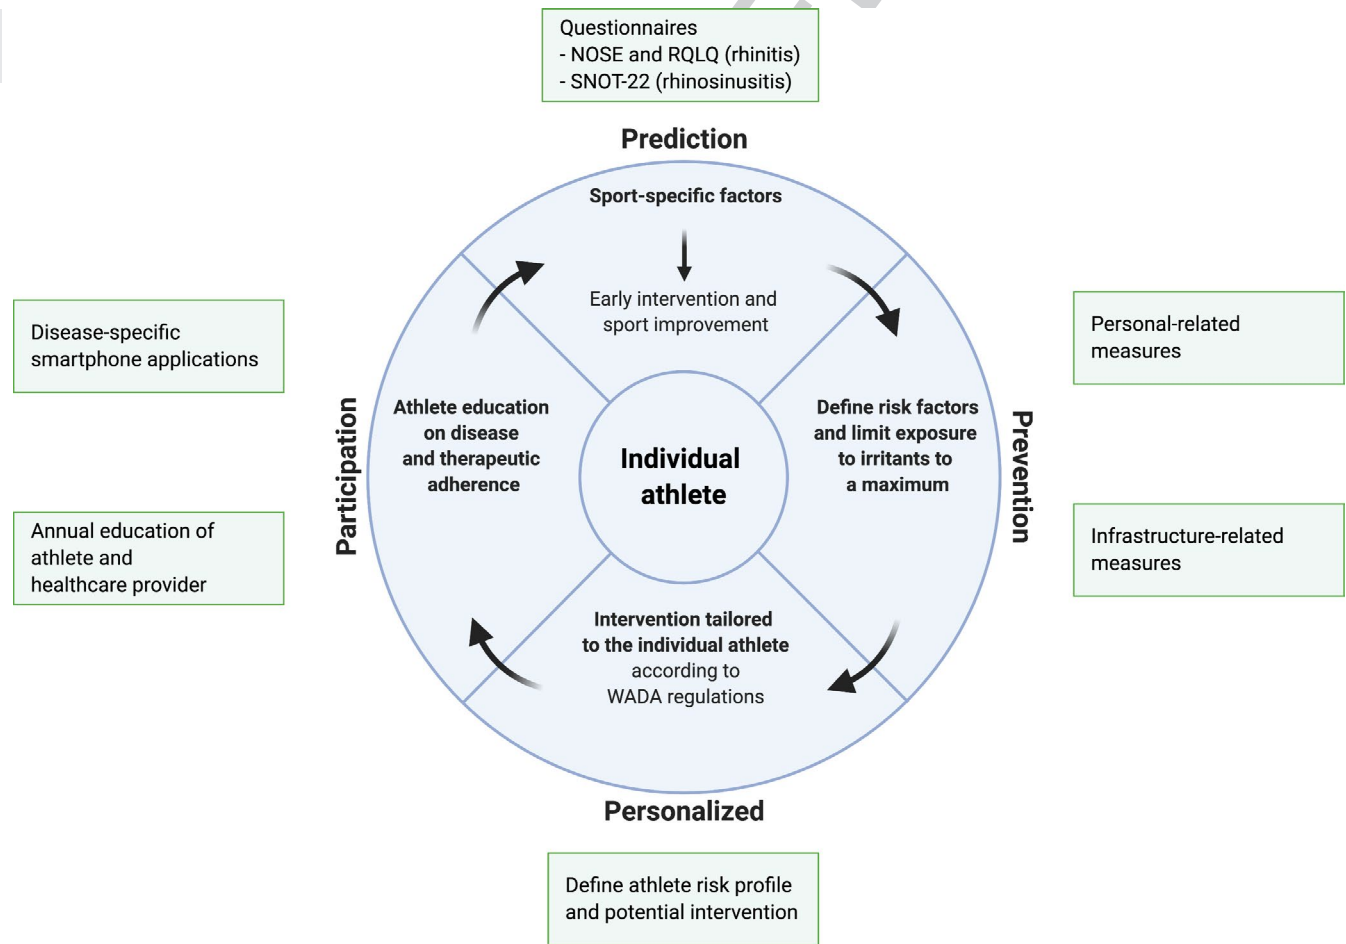 Questionnaires
- NOSE and RQLQ (rhinitis)
- SNOT-22 (rhinosinusitis)
Prediction
Sport-specific factors
Early intervention and
sport improvement
Disease-specific
smartphone applications
Personal-related
measures
Participation
Athlete education
on disease
and therapeutic
adherence
Individual
athlete
Define risk factors
and limit exposure
to irritants to
a maximum
Prevention
Annual education of
athlete and
healthcare provider
Infrastructure-related
measures
Intervention tailored
to the individual athlete
according to
WADA regulations
Personalized
Define athlete risk profile
and potential intervention